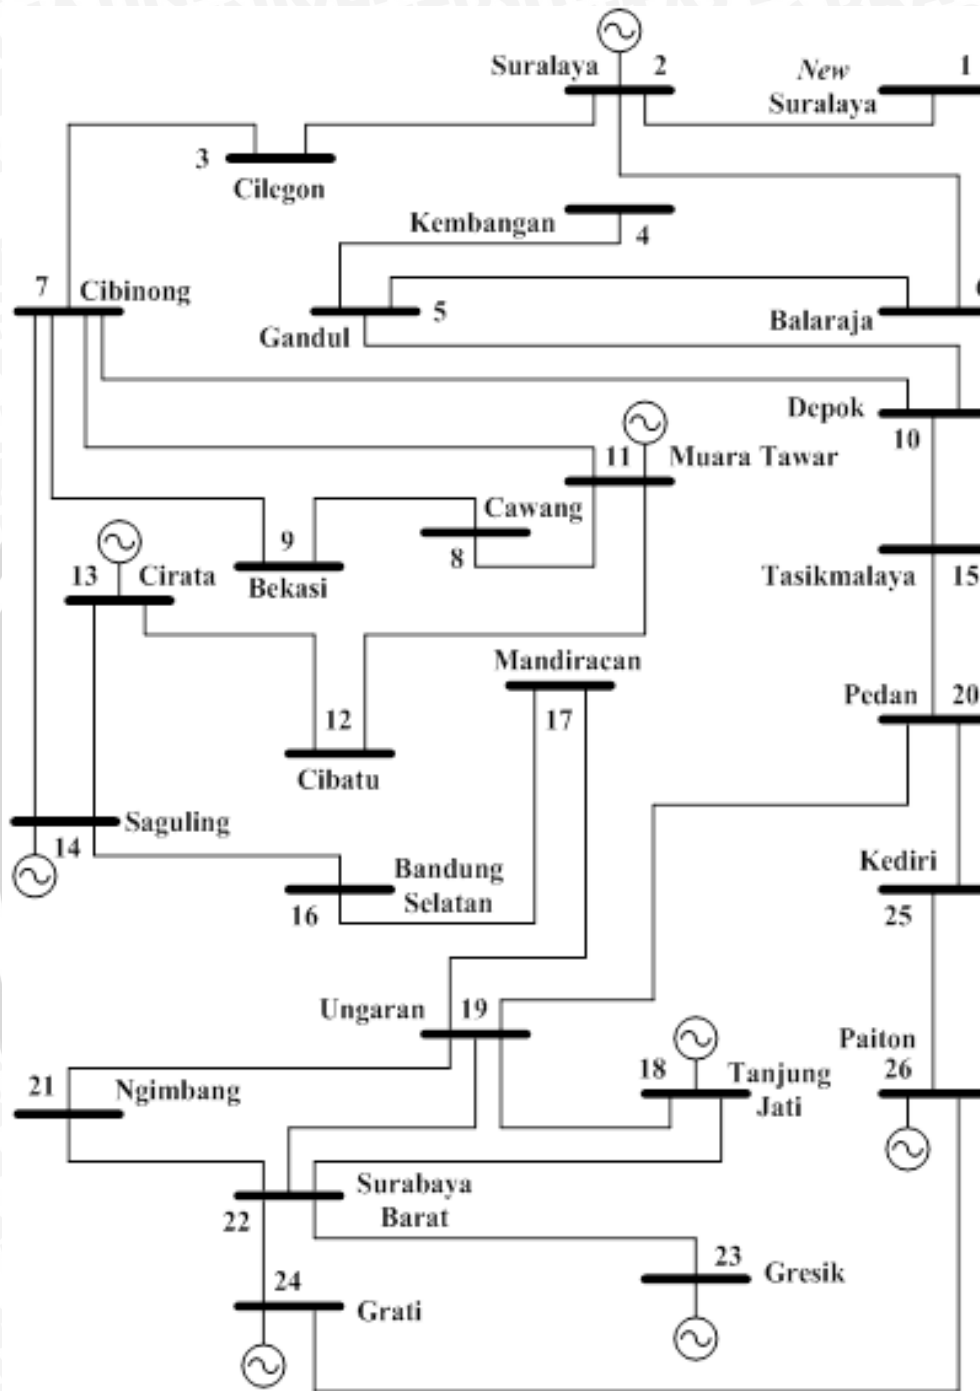 Suralaya 2
New 1
Suralaya
3
Cilegon
Kembangan
4
7 Cibinong
5
Gandul
6
Balaraja
Depok
10
11 Muara Tawar
Cawang
8
9
Bekasi
13 Cirata
Tasikmalaya 15
Mandiracan
17
Pedan 20
12
Cibatu
Saguling
14
Bandung
Selatan
16
Kediri
25
Ungaran 19
Paiton
26
18 Tanjung
Jati
21 Ngimbang
Surabaya
Barat
22
23 Gresik
24
Grati